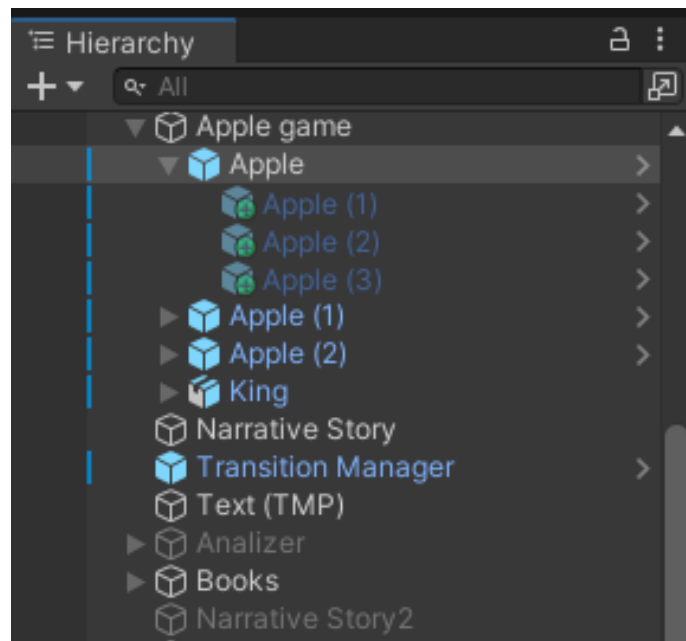 Hierarchy
All
Apple game
Apple
Apple (1)
Apple (2)
Apple (3)
Apple (1)
Apple (2)
King
Narrative Story
Transition Manager
Text (TMP)
Analizer
Books
Narrative Story2